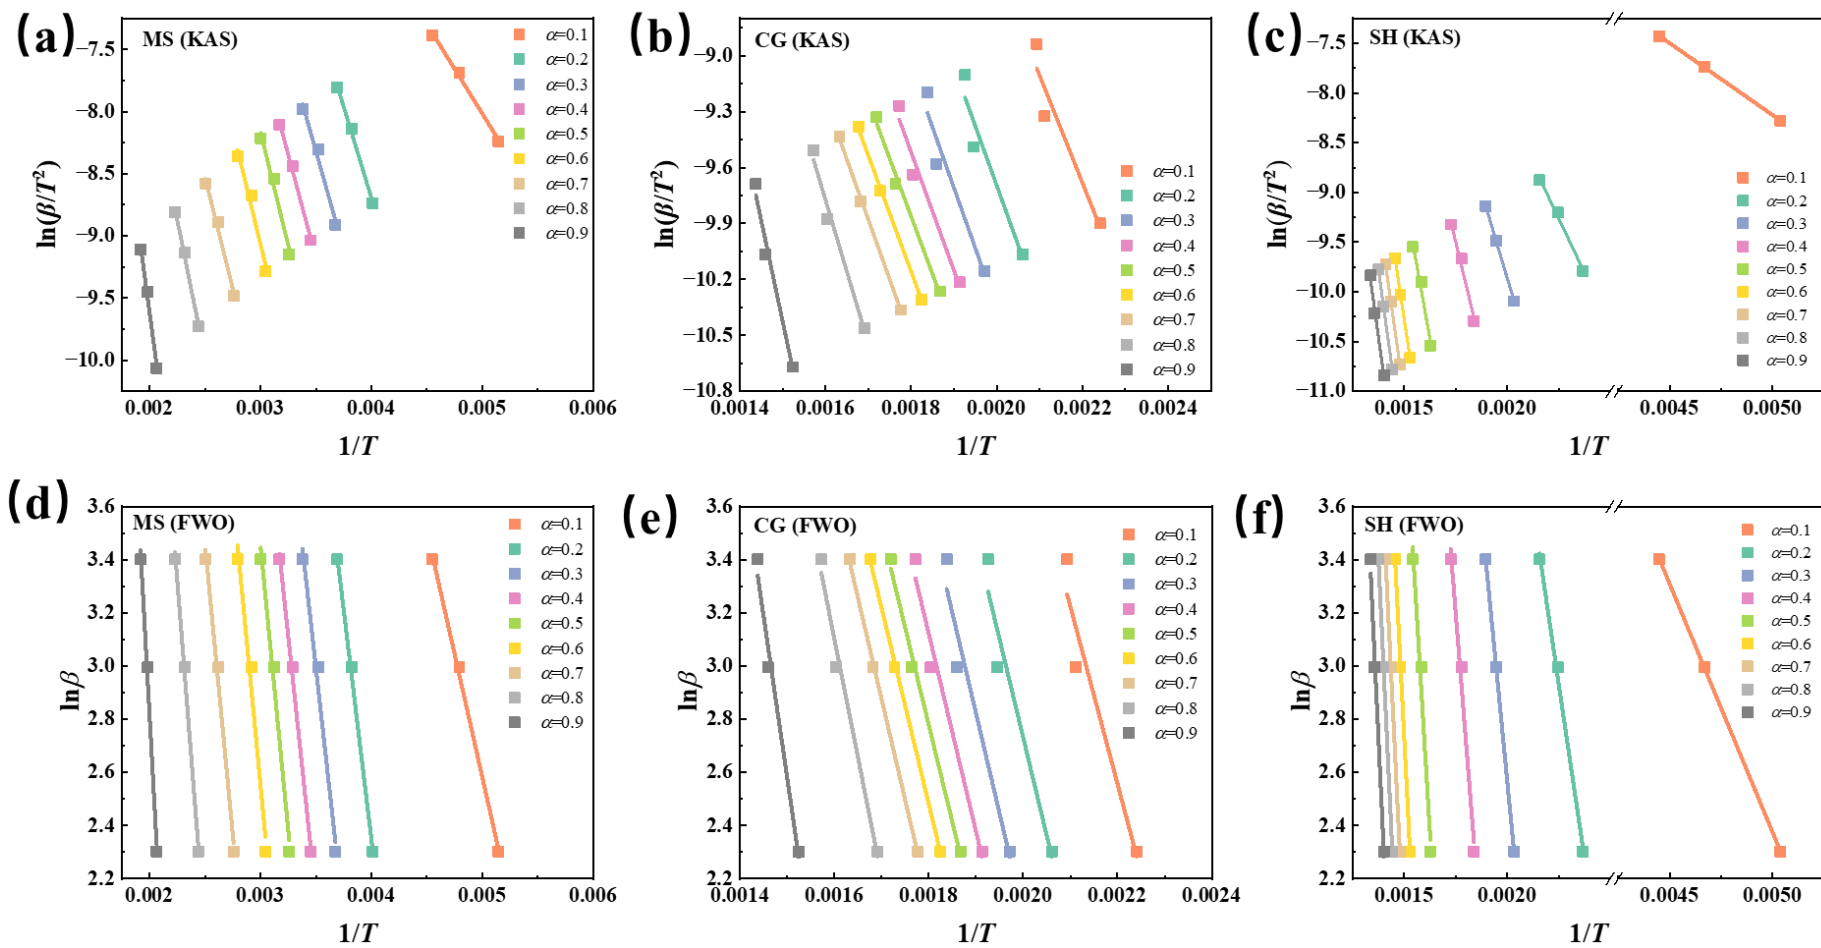 (a)
MS (KAS)
ln(β/T²)
−7.5
−8.0
−8.5
−9.0
−9.5
−10.0
0.002 0.003 0.004 0.005 0.006
1/T
α=0.1
α=0.2
α=0.3
α=0.4
α=0.5
α=0.6
α=0.7
α=0.8
α=0.9
(b)
CG (KAS)
ln(β/T²)
−9.0
−9.3
−9.6
−9.9
−10.2
−10.5
−10.8
0.0014 0.0016 0.0018 0.0020 0.0022 0.0024
1/T
α=0.1
α=0.2
α=0.3
α=0.4
α=0.5
α=0.6
α=0.7
α=0.8
α=0.9
(c)
SH (KAS)
ln(β/T²)
−7.5
−8.0
−8.5
−9.0
−9.5
−10.0
−10.5
−11.0
0.0015 0.0020 0.0045 0.0050
1/T
α=0.1
α=0.2
α=0.3
α=0.4
α=0.5
α=0.6
α=0.7
α=0.8
α=0.9
(d)
MS (FWO)
lnβ
3.6
3.4
3.2
3.0
2.8
2.6
2.4
2.2
0.002 0.003 0.004 0.005 0.006
1/T
α=0.1
α=0.2
α=0.3
α=0.4
α=0.5
α=0.6
α=0.7
α=0.8
α=0.9
(e)
CG (FWO)
lnβ
3.6
3.4
3.2
3.0
2.8
2.6
2.4
2.2
0.0014 0.0016 0.0018 0.0020 0.0022 0.0024
1/T
α=0.1
α=0.2
α=0.3
α=0.4
α=0.5
α=0.6
α=0.7
α=0.8
α=0.9
(f)
SH (FWO)
lnβ
3.6
3.4
3.2
3.0
2.8
2.6
2.4
2.2
0.0015 0.0020 0.0045 0.0050
1/T
α=0.1
α=0.2
α=0.3
α=0.4
α=0.5
α=0.6
α=0.7
α=0.8
α=0.9